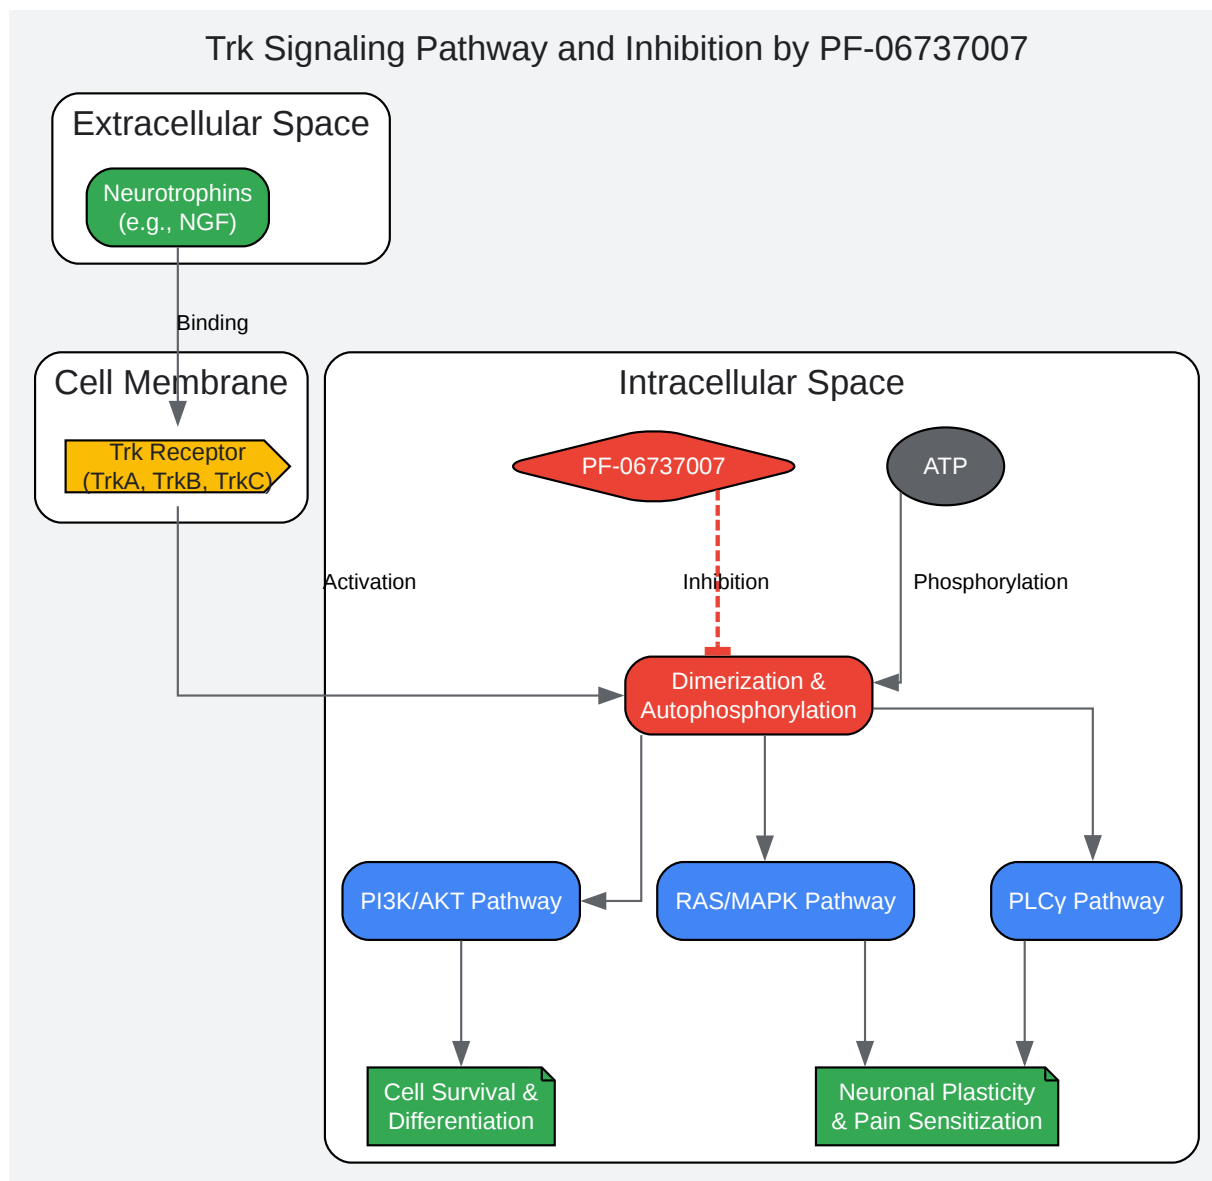 Trk Signaling Pathway and Inhibition by PF-06737007
Extracellular Space
Neurotrophins
(e.g., NGF)
Binding
Cell Membrane
Trk Receptor
(TrkA, TrkB, TrkC)
Intracellular Space
PF-06737007
ATP
Activation
Inhibition
Phosphorylation
Dimerization &
Autophosphorylation
PI3K/AKT Pathway
RAS/MAPK Pathway
PLCγ Pathway
Cell Survival &
Differentiation
Neuronal Plasticity
& Pain Sensitization